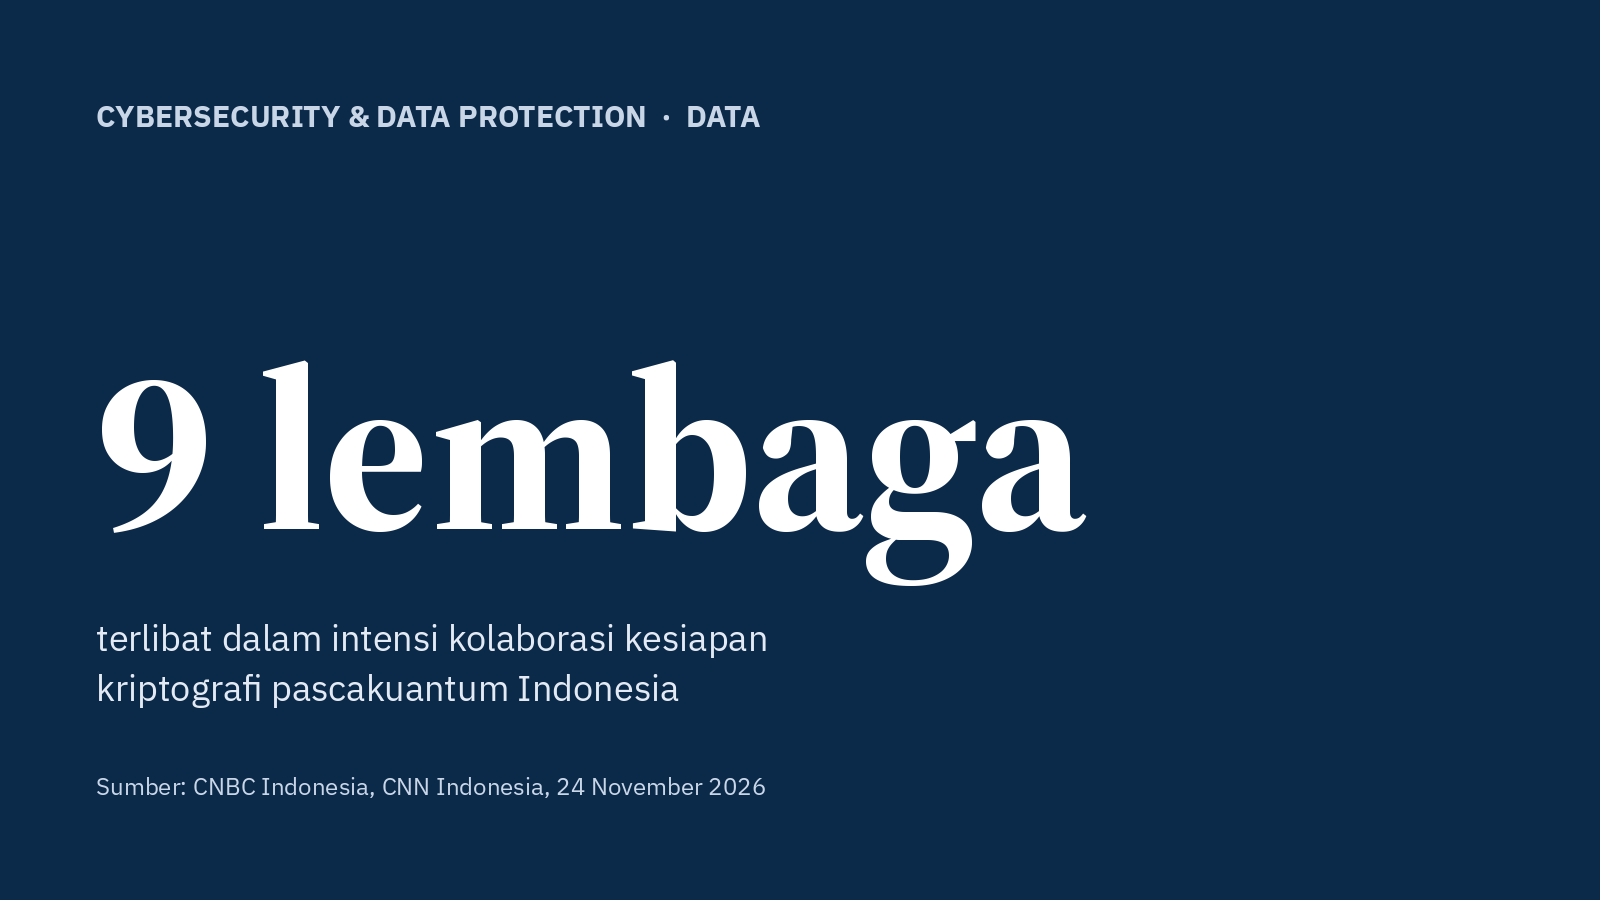 CYBERSECURITY & DATA PROTECTION · DATA
9 lembaga
terlibat dalam intensi kolaborasi kesiapan
kriptografi pascakuantum Indonesia
Sumber: CNBC Indonesia, CNN Indonesia, 24 November 2026